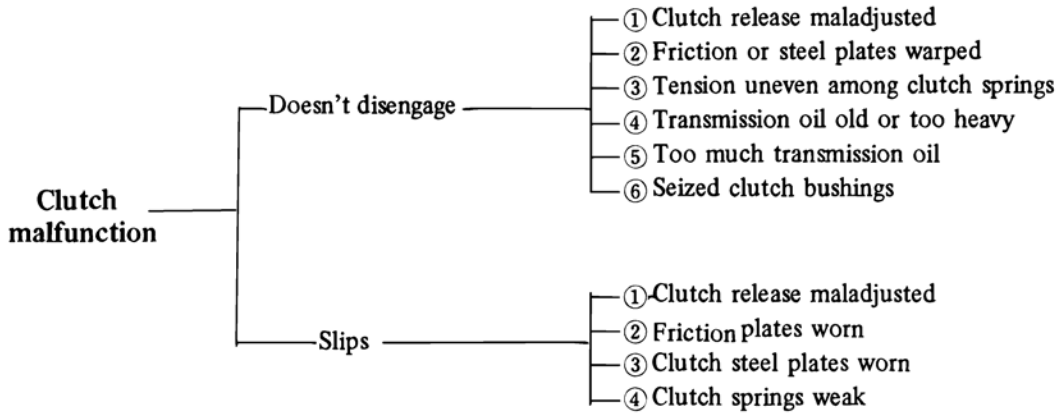 Clutch
malfunction
Doesn't disengage
① Clutch release maladjusted
② Friction or steel plates warped
③ Tension uneven among clutch springs
④ Transmission oil old or too heavy
⑤ Too much transmission oil
⑥ Seized clutch bushings
Slips
① Clutch release maladjusted
② Friction plates worn
③ Clutch steel plates worn
④ Clutch springs weak